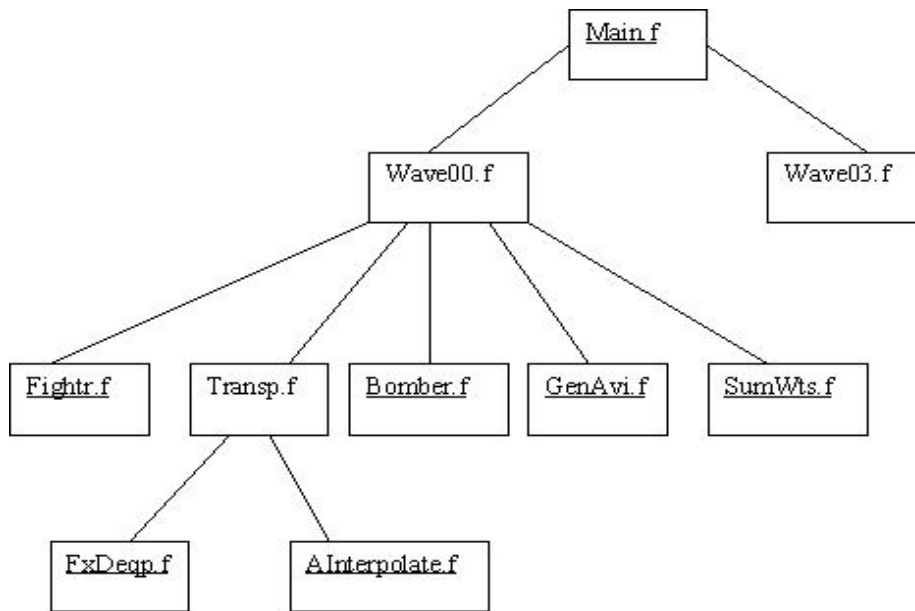 Main.f
Wave00.f
Wave03.f
Fightr.f
Transp.f
Bomber.f
GenAvi.f
SumWts.f
FxDeqp.f
AInterpolate.f